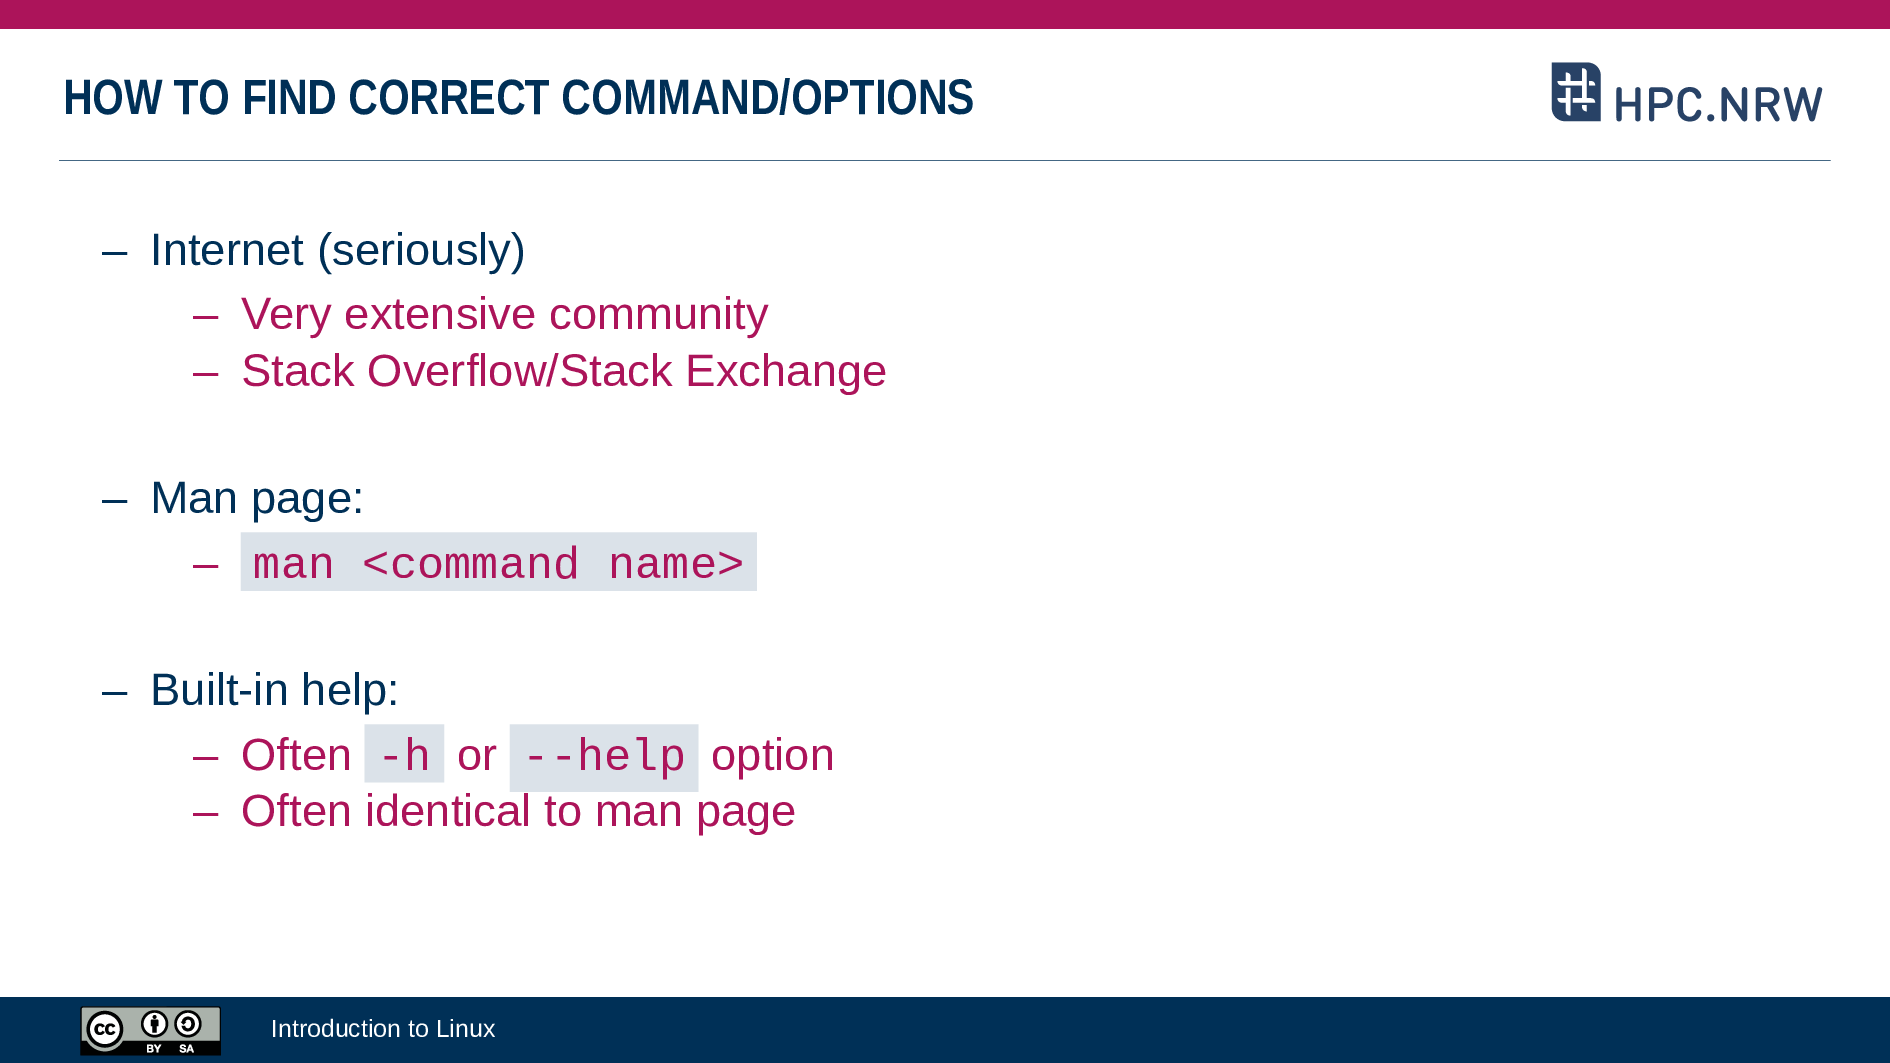 HOW TO FIND CORRECT COMMAND/OPTIONS
HPC.NRW
– Internet (seriously)
– Very extensive community
– Stack Overflow/Stack Exchange
– Man page:
– man <command name>
– Built-in help:
– Often -h or --help option
– Often identical to man page
cc BY SA
Introduction to Linux